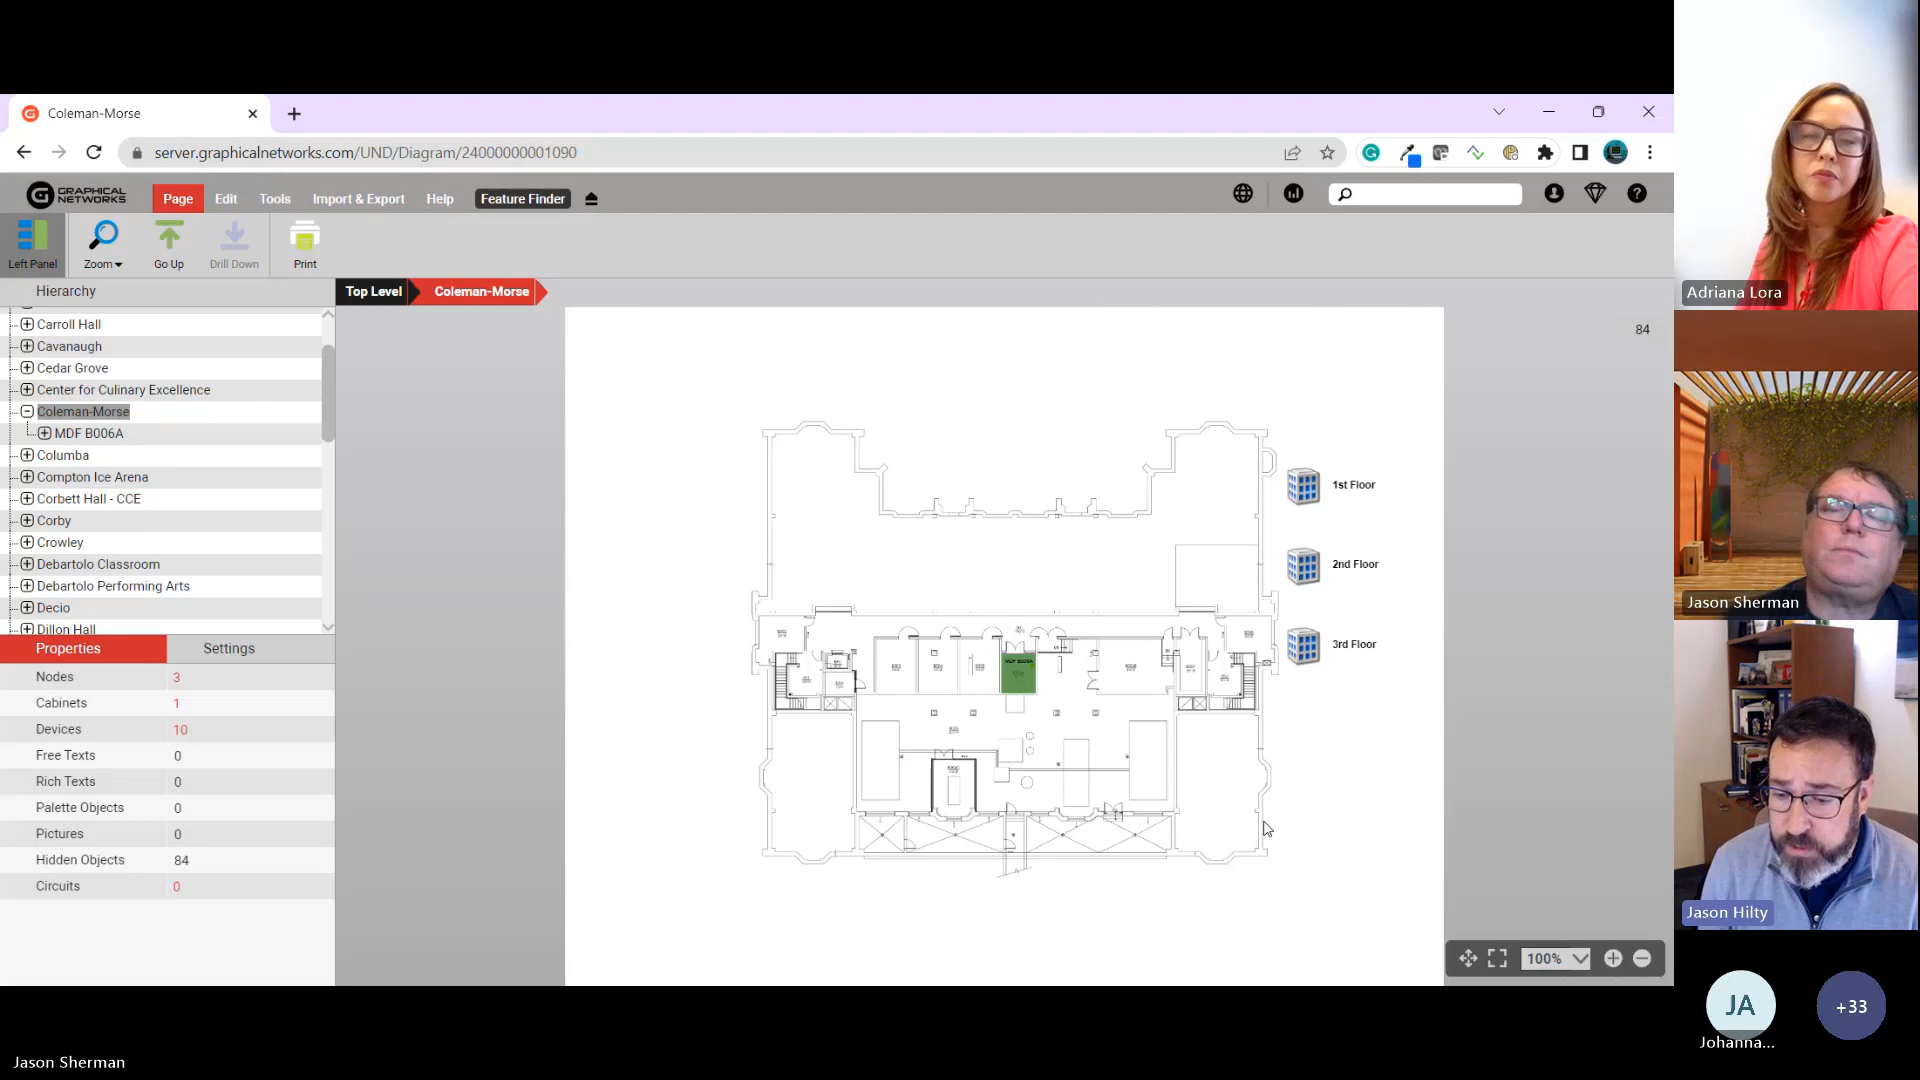 Coleman-Morse
server.graphicalnetworks.com/UND/Diagram/24000000001090
GRAPHICAL
NETWORKS
Page
Edit
Tools
Import & Export
Help
Feature Finder
Left Panel
Zoom
Go Up
Drill Down
Print
Hierarchy
Top Level
Coleman-Morse
Carroll Hall
Cavanaugh
Cedar Grove
Center for Culinary Excellence
Coleman-Morse
MDF B006A
Columba
Compton Ice Arena
Corbett Hall - CCE
Corby
Crowley
Debartolo Classroom
Debartolo Performing Arts
Decio
Dillon Hall
Properties
Settings
Nodes 3
Cabinets 1
Devices 10
Free Texts 0
Rich Texts 0
Palette Objects 0
Pictures 0
Hidden Objects 84
Circuits 0
84
1st Floor
2nd Floor
3rd Floor
MDF B006A
100%
Adriana Lora
Jason Sherman
Jason Hilty
JA
+33
Johanna...
Jason Sherman